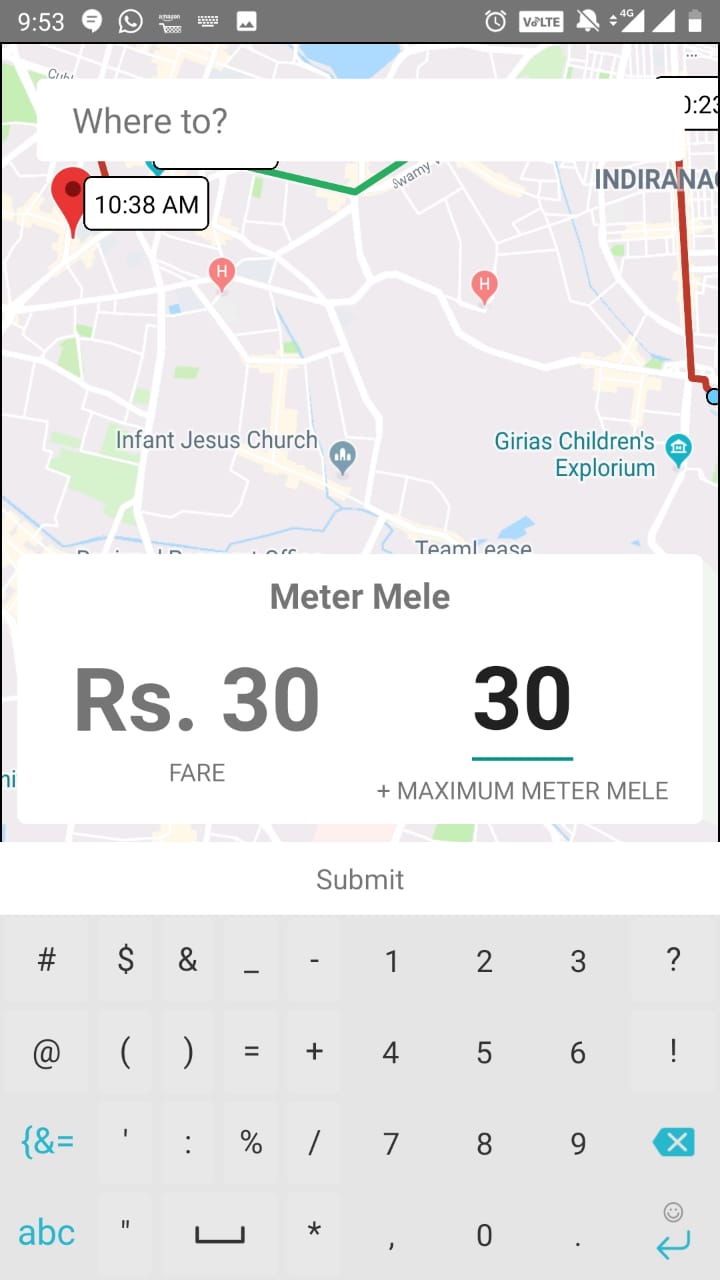 9:53
amazon
VoLTE
4G
Where to?
10:38 AM
Swamy
H
H
Infant Jesus Church
Girias Children's
Explorium
TeamLease
Meter Mele
Rs. 30
30
FARE
+ MAXIMUM METER MELE
Submit
# $ & _ - 1 2 3 ?
@ ( ) = + 4 5 6 !
{&= ' : % / 7 8 9
abc " * , 0 .